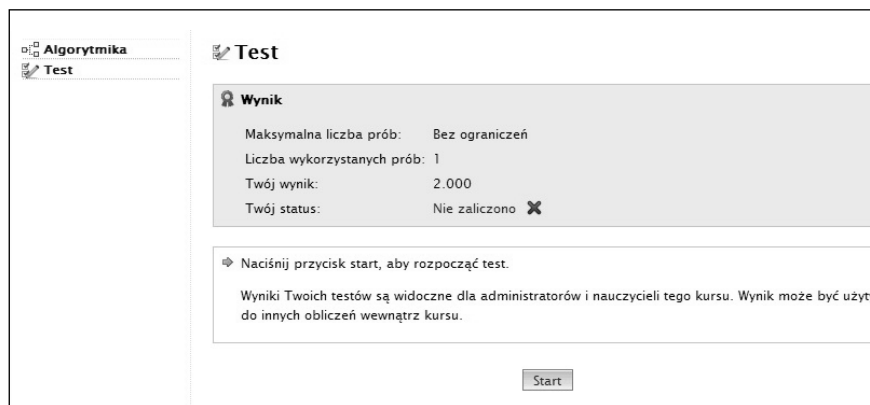 Algorytmika
Test
Test
Wynik
Maksymalna liczba prób: Bez ograniczeń
Liczba wykorzystanych prób: 1
Twój wynik: 2.000
Twój status: Nie zaliczono
Naciśnij przycisk start, aby rozpocząć test.
Wyniki Twoich testów są widoczne dla administratorów i nauczycieli tego kursu. Wynik może być użyt
do innych obliczeń wewnątrz kursu.
Start